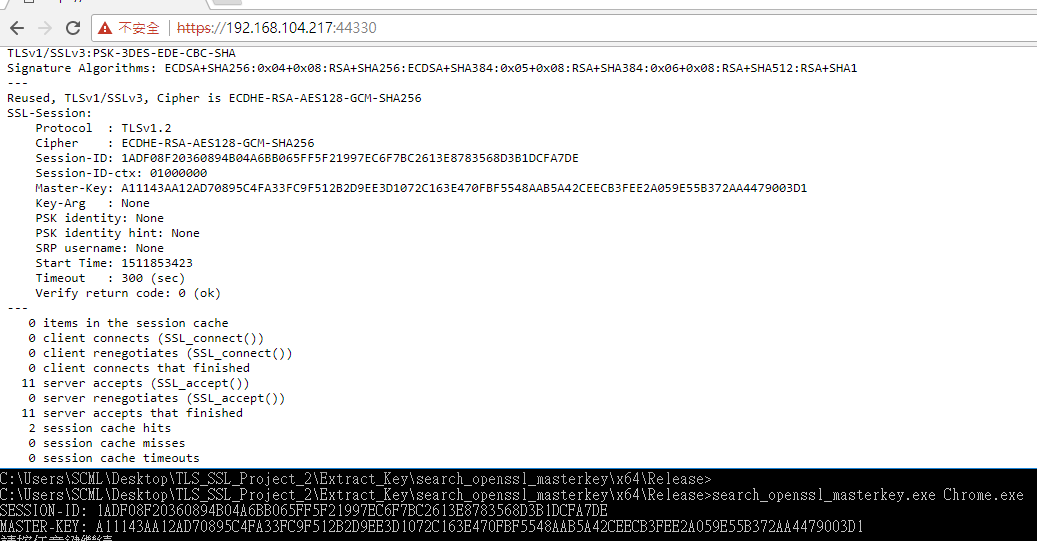 不安全 | https://192.168.104.217:44330
TLSv1/SSLv3:PSK-3DES-EDE-CBC-SHA
Signature Algorithms: ECDSA+SHA256:0x04+0x08:RSA+SHA256:ECDSA+SHA384:0x05+0x08:RSA+SHA384:0x06+0x08:RSA+SHA512:RSA+SHA1
---
Reused, TLSv1/SSLv3, Cipher is ECDHE-RSA-AES128-GCM-SHA256
SSL-Session:
Protocol : TLSv1.2
Cipher : ECDHE-RSA-AES128-GCM-SHA256
Session-ID: 1ADF08F20360894B04A6BB065FF5F21997EC6F7BC2613E8783568D3B1DCFA7DE
Session-ID-ctx: 01000000
Master-Key: A11143AA12AD70895C4FA33FC9F512B2D9EE3D1072C163E470FBF5548AAB5A42CEECB3FEE2A059E55B372AA4479003D1
Key-Arg : None
PSK identity: None
PSK identity hint: None
SRP username: None
Start Time: 1511853423
Timeout : 300 (sec)
Verify return code: 0 (ok)
---
0 items in the session cache
0 client connects (SSL_connect())
0 client renegotiates (SSL_connect())
0 client connects that finished
11 server accepts (SSL_accept())
0 server renegotiates (SSL_accept())
11 server accepts that finished
2 session cache hits
0 session cache misses
0 session cache timeouts
C:\Users\SCML\Desktop\TLS_SSL_Project_2\Extract_Key\search_openssl_masterkey\x64\Release>
C:\Users\SCML\Desktop\TLS_SSL_Project_2\Extract_Key\search_openssl_masterkey\x64\Release>search_openssl_masterkey.exe Chrome.exe
SESSION-ID: 1ADF08F20360894B04A6BB065FF5F21997EC6F7BC2613E8783568D3B1DCFA7DE
MASTER-KEY: A11143AA12AD70895C4FA33FC9F512B2D9EE3D1072C163E470FBF5548AAB5A42CEECB3FEE2A059E55B372AA4479003D1
請按任意鍵繼續